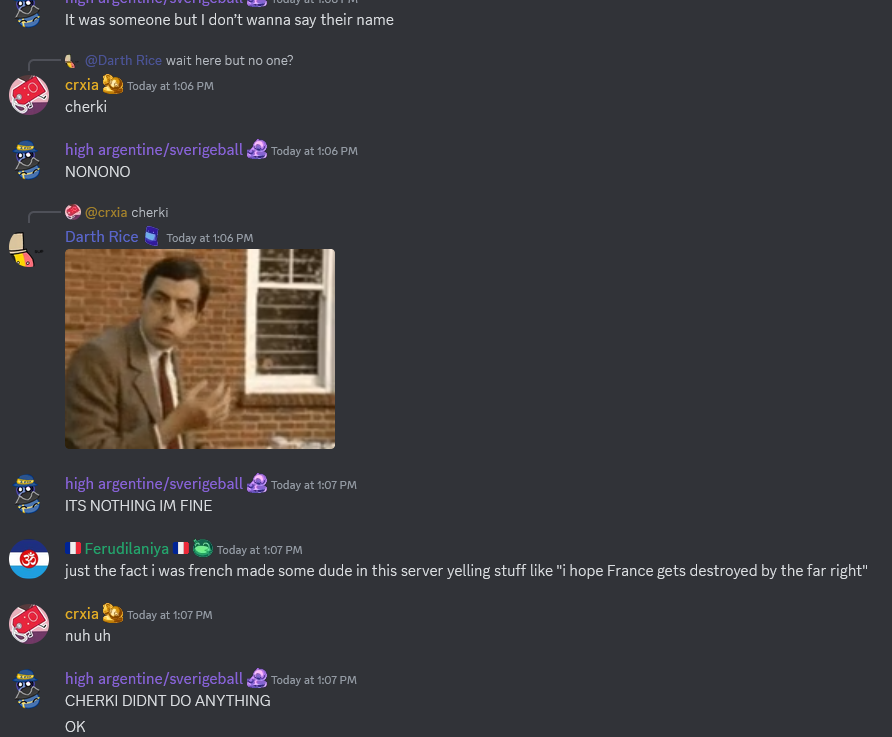 high argentine/sverigeball Today at 1:06 PM
It was someone but I don't wanna say their name
@Darth Rice wait here but no one?
crxia Today at 1:06 PM
cherki
high argentine/sverigeball Today at 1:06 PM
NONONO
@crxia cherki
Darth Rice Today at 1:06 PM
high argentine/sverigeball Today at 1:07 PM
ITS NOTHING IM FINE
Ferudilaniya Today at 1:07 PM
just the fact i was french made some dude in this server yelling stuff like "i hope France gets destroyed by the far right"
crxia Today at 1:07 PM
nuh uh
high argentine/sverigeball Today at 1:07 PM
CHERKI DIDNT DO ANYTHING
OK